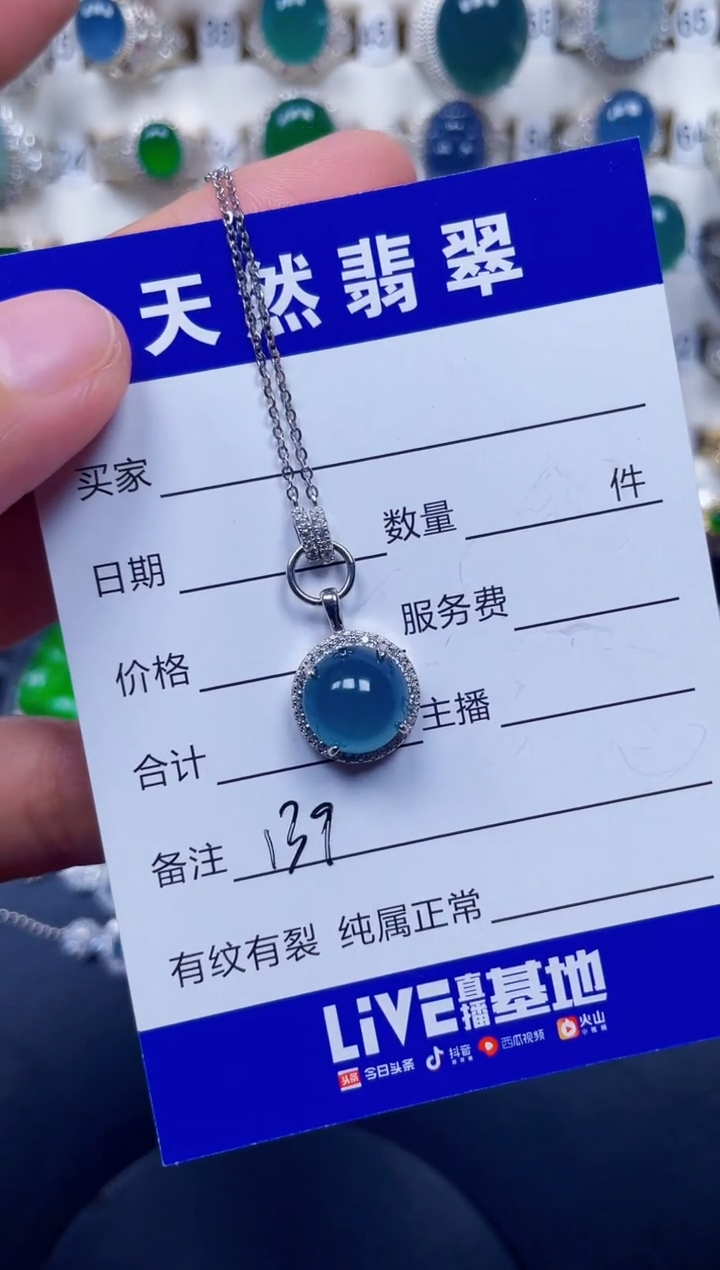 天然翡翠
买家
数量 件
日期
服务费
价格
主播
合计
备注 139
有纹有裂 纯属正常
LiVE直播基地
头条 今日头条 抖音 西瓜视频 火山